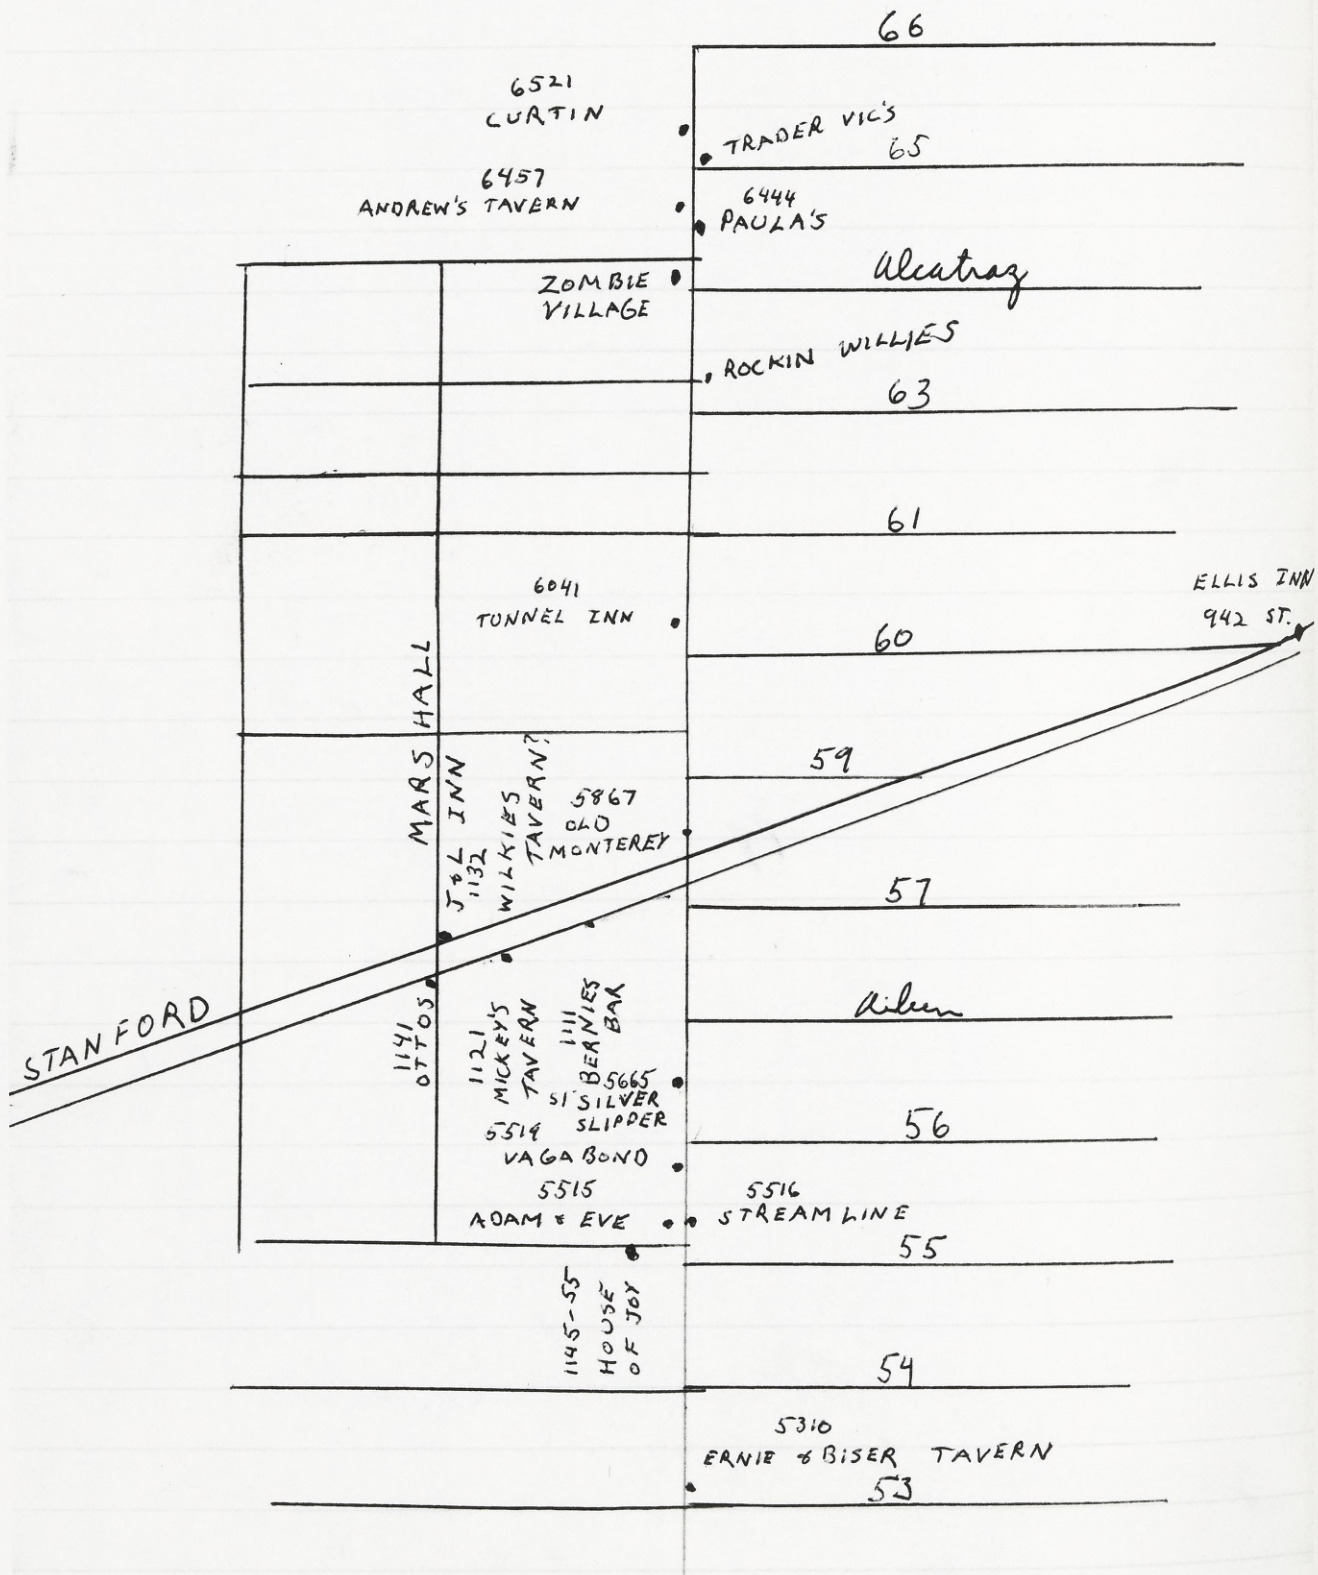 66
6521
CURTIN
TRADER VIC'S
65
6457
ANDREW'S TAVERN
6444
PAULA'S
ZOMBIE
VILLAGE
Alcatraz
ROCKIN WILLIES
63
61
6041
TUNNEL INN
ELLIS INN
942 ST.
60
MARSHALL
J & L INN
1132
WILKIES
TAVERN?
5867
OLD
MONTEREY
59
57
STANFORD
1141
OTTOS
1121
MICKEY'S
TAVERN
1111
BERNIES
BAR
5665
SILVER
SLIPPER
5519
VAGABOND
56
5515
ADAM & EVE
5516
STREAMLINE
55
1145-55
HOUSE
OF JOY
54
5310
ERNIE & BISER TAVERN
53